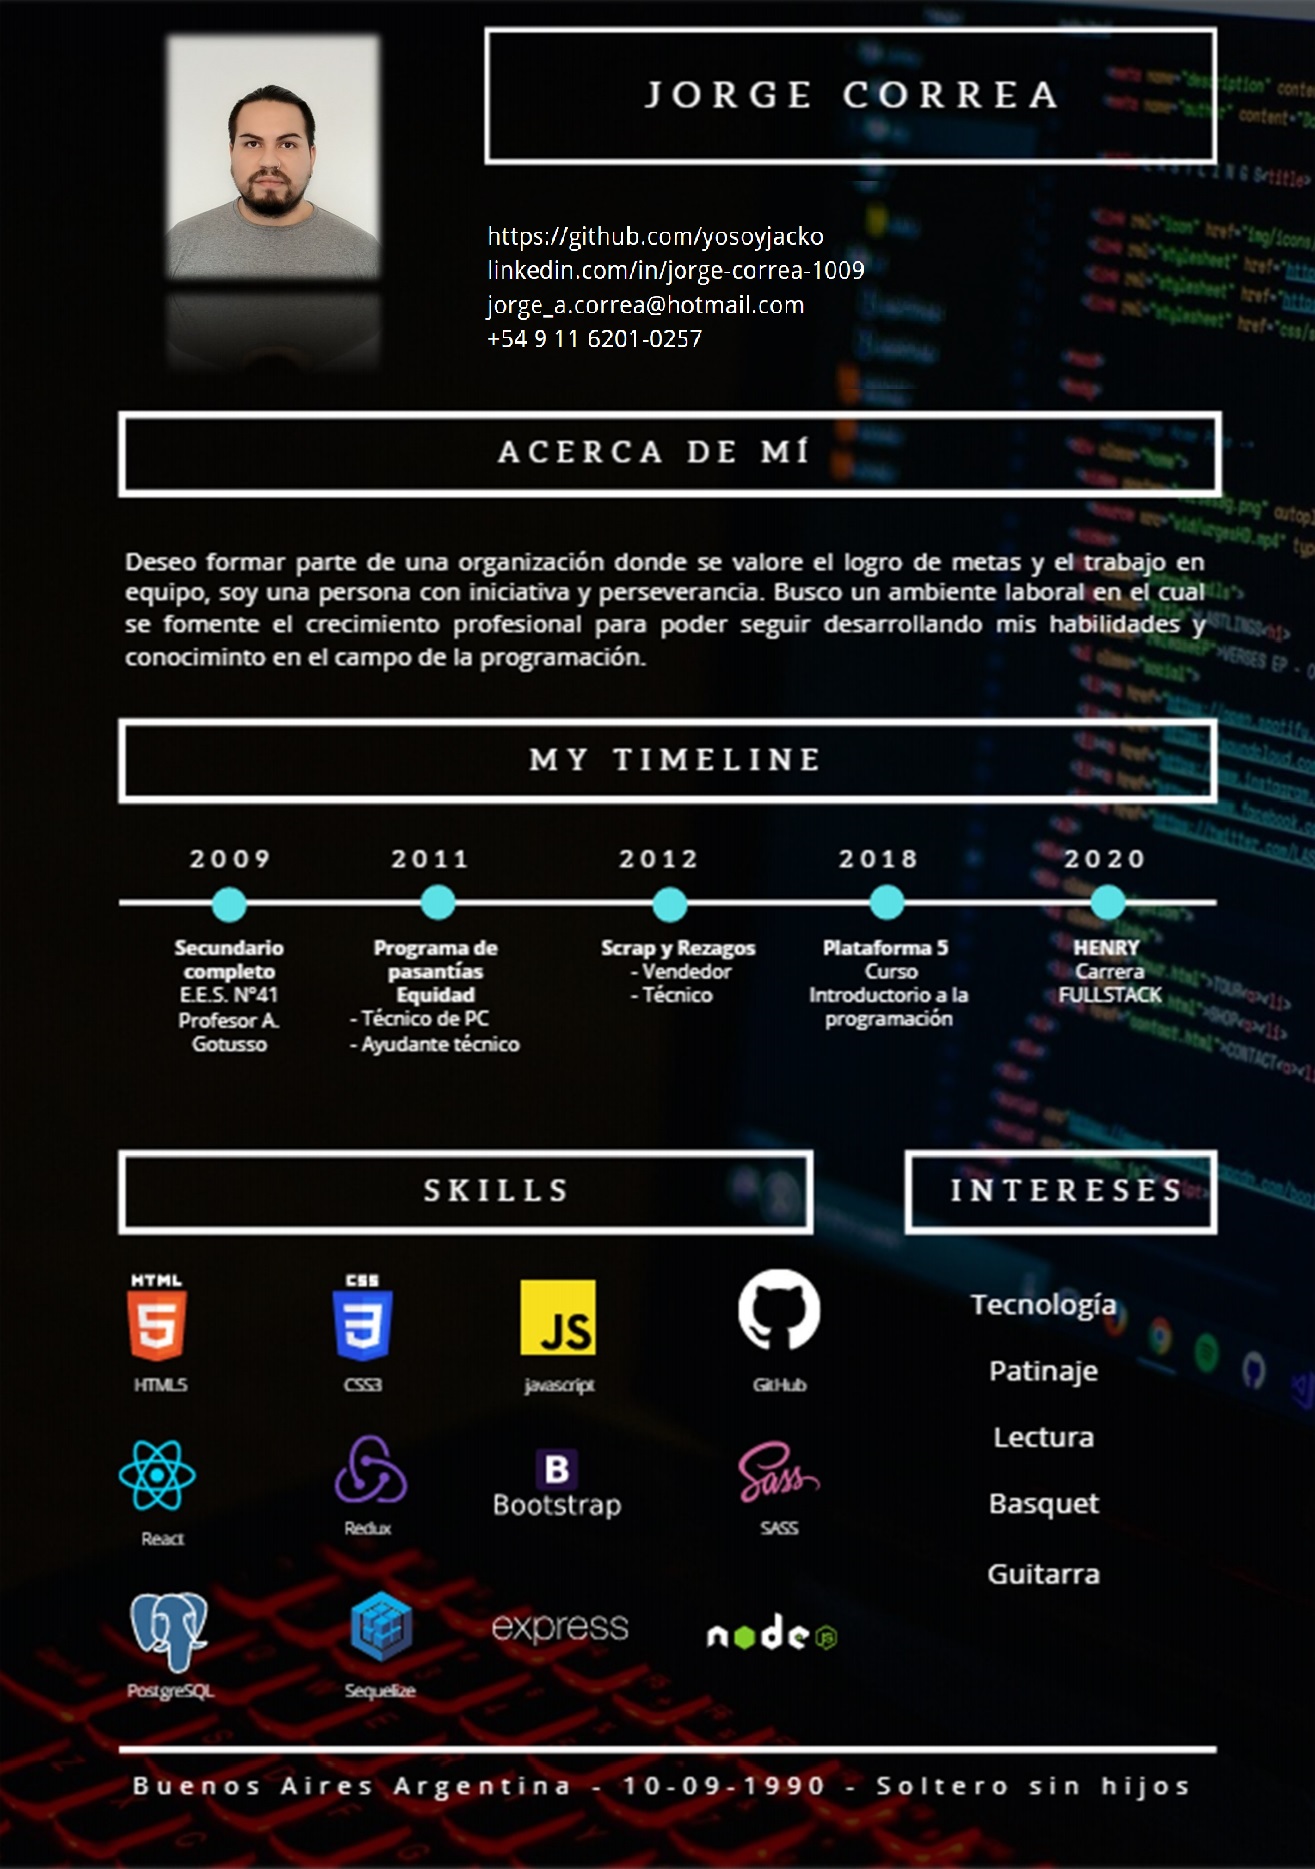 JORGE CORREA
https://github.com/yosoyjacko
linkedin.com/in/jorge-correa-1009
jorge_a.correa@hotmail.com
+54 9 11 6201-0257
ACERCA DE MÍ
Deseo formar parte de una organización donde se valore el logro de metas y el trabajo en
equipo, soy una persona con iniciativa y perseverancia. Busco un ambiente laboral en el cual
se fomente el crecimiento profesional para poder seguir desarrollando mis habilidades y
conociminto en el campo de la programación.
MY TIMELINE
2009
Secundario
completo
E.E.S. Nº41
Profesor A.
Gotusso
2011
Programa de
pasantías
Equidad
- Técnico de PC
- Ayudante técnico
2012
Scrap y Rezagos
- Vendedor
- Técnico
2018
Plataforma 5
Curso
Introductorio a la
programación
2020
HENRY
Carrera
FULLSTACK
SKILLS
HTML
5
HTML5
CSS
3
CSS3
JS
javascript
GitHub
React
Redux
B
Bootstrap
Sass
SASS
PostgreSQL
Sequelize
express
node
JS
INTERESES
Tecnología
Patinaje
Lectura
Basquet
Guitarra
Buenos Aires Argentina - 10-09-1990 - Soltero sin hijos